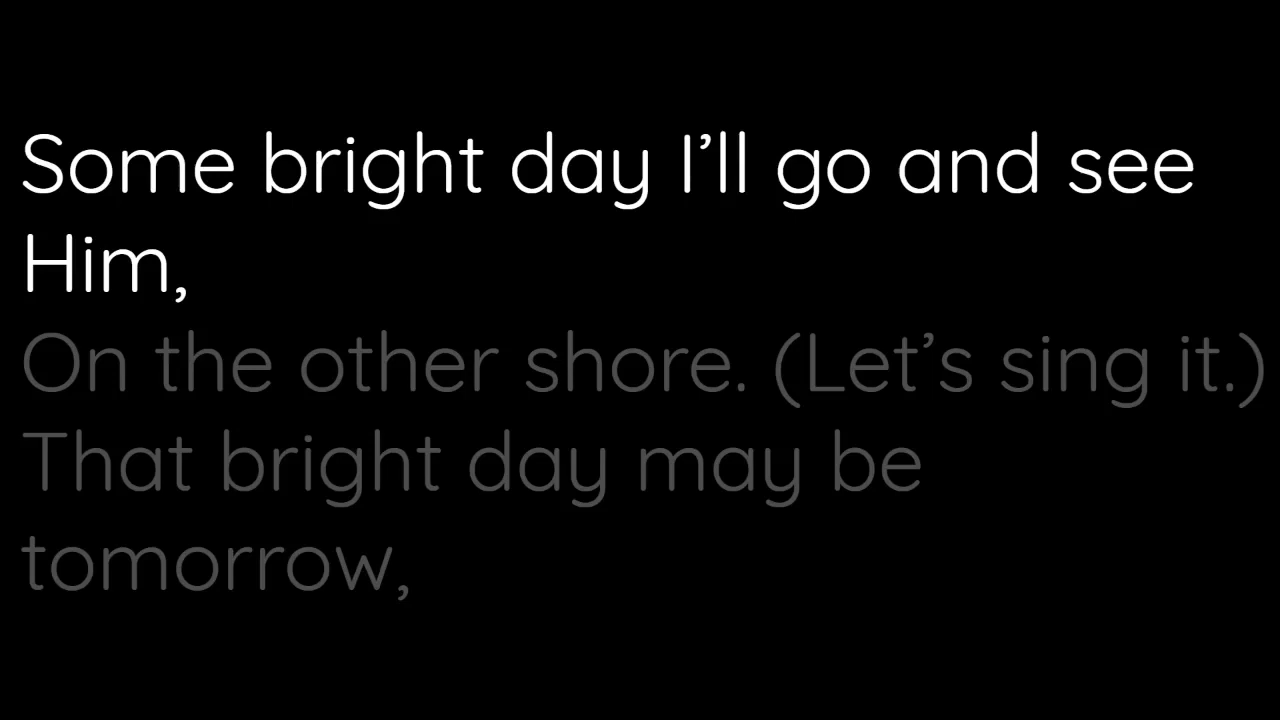 Some bright day I’ll go and see
Him,
On the other shore. (Let’s sing it.)
That bright day may be
tomorrow,